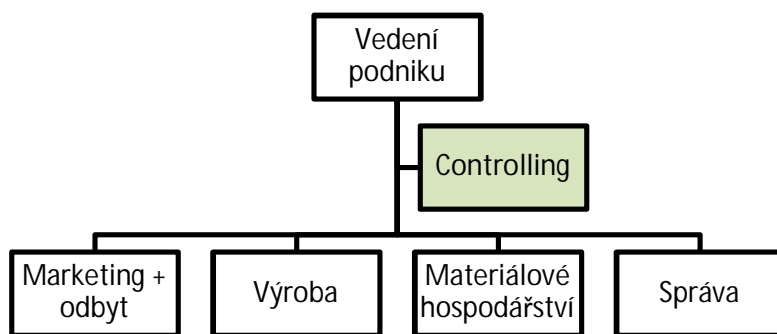 Vedení
podniku
Controlling
Marketing +
odbyt
Výroba
Materiálové
hospodářství
Správa